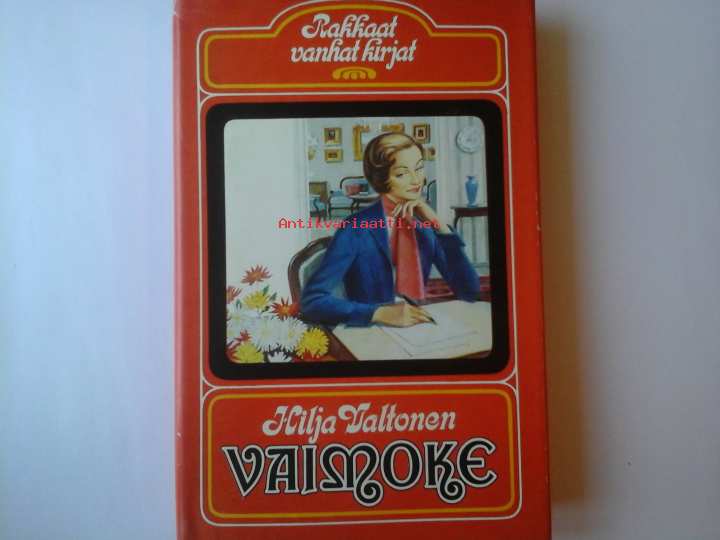 Rakkaat
vanhat kirjat
Antikvariaatti.net
Hilja Valtonen
VAIMOKE